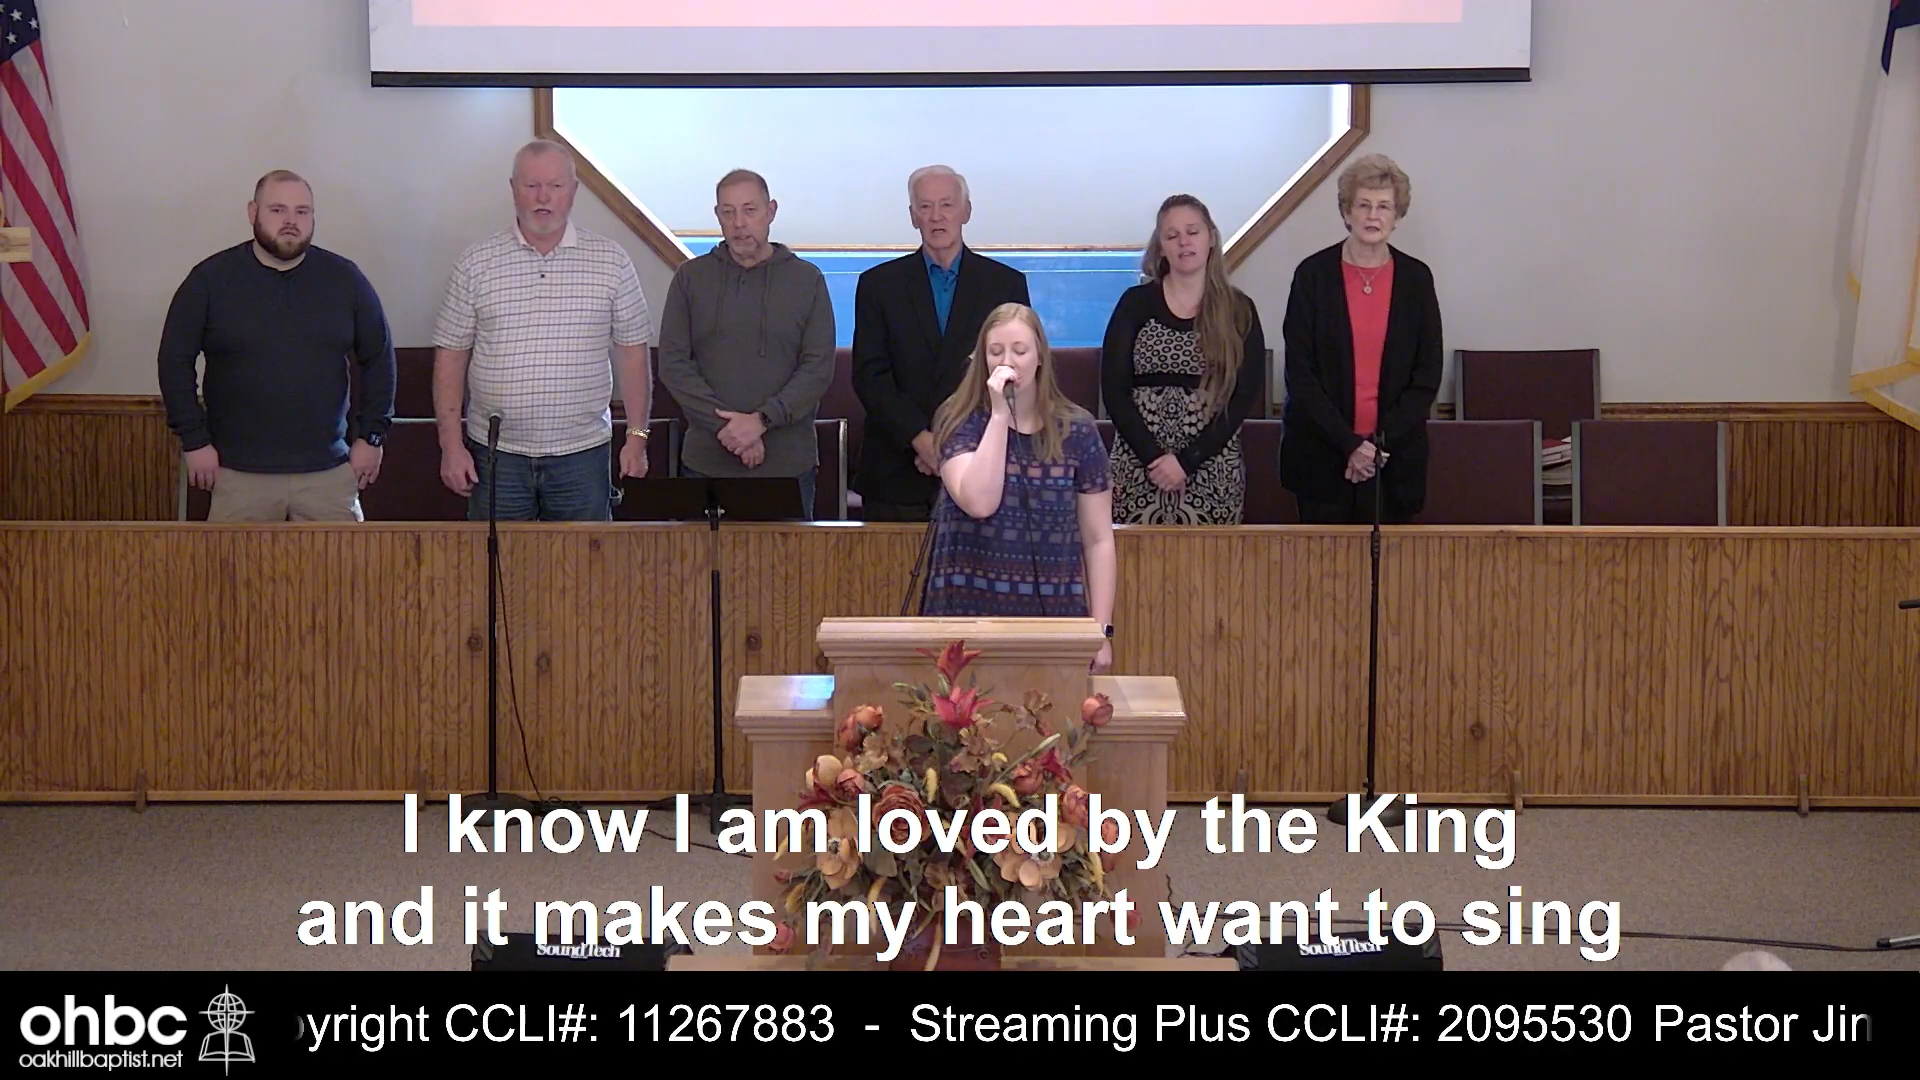 I know I am loved by the King
and it makes my heart want to sing
SoundTech
SoundTech
ohbc
oakhillbaptist.net
yright CCLI#: 11267883 - Streaming Plus CCLI#: 2095530 Pastor Jin